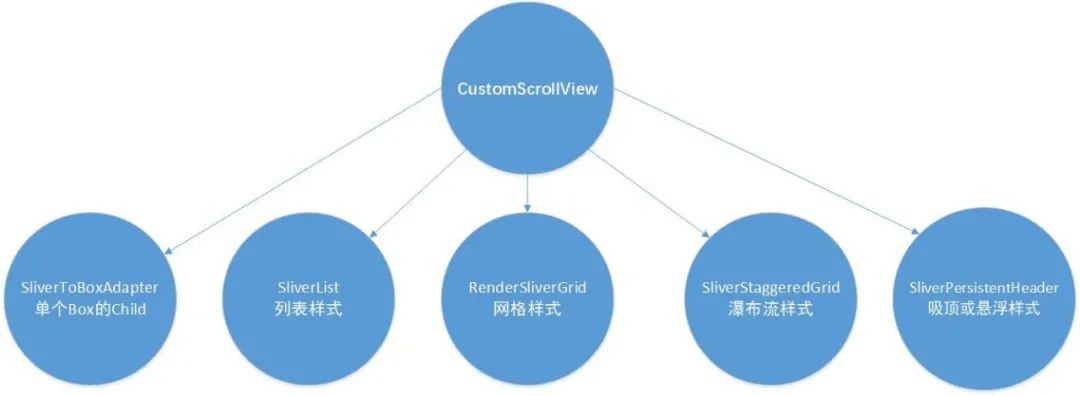 CustomScrollView
SliverToBoxAdapter
单个Box的Child
SliverList
列表样式
RenderSliverGrid
网格样式
SliverStaggeredGrid
瀑布流样式
SliverPersistentHeader
吸顶或悬浮样式